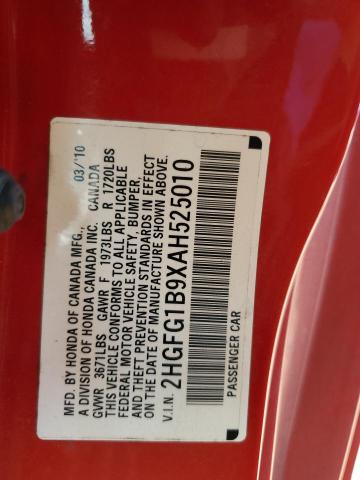 MFD. BY HONDA OF CANADA MFG., 03/'10
A DIVISION OF HONDA CANADA INC. CANADA
GVWR 3671LBS GAWR F 1973LBS R 1720LBS
THIS VEHICLE CONFORMS TO ALL APPLICABLE
FEDERAL MOTOR VEHICLE SAFETY, BUMPER,
THEFT PREVENTION STANDARDS IN EFFECT
ON THE DATE OF MANUFACTURE SHOWN ABOVE.
V.I.N. 2HGFG1B9XAH525010
PASSENGER CAR